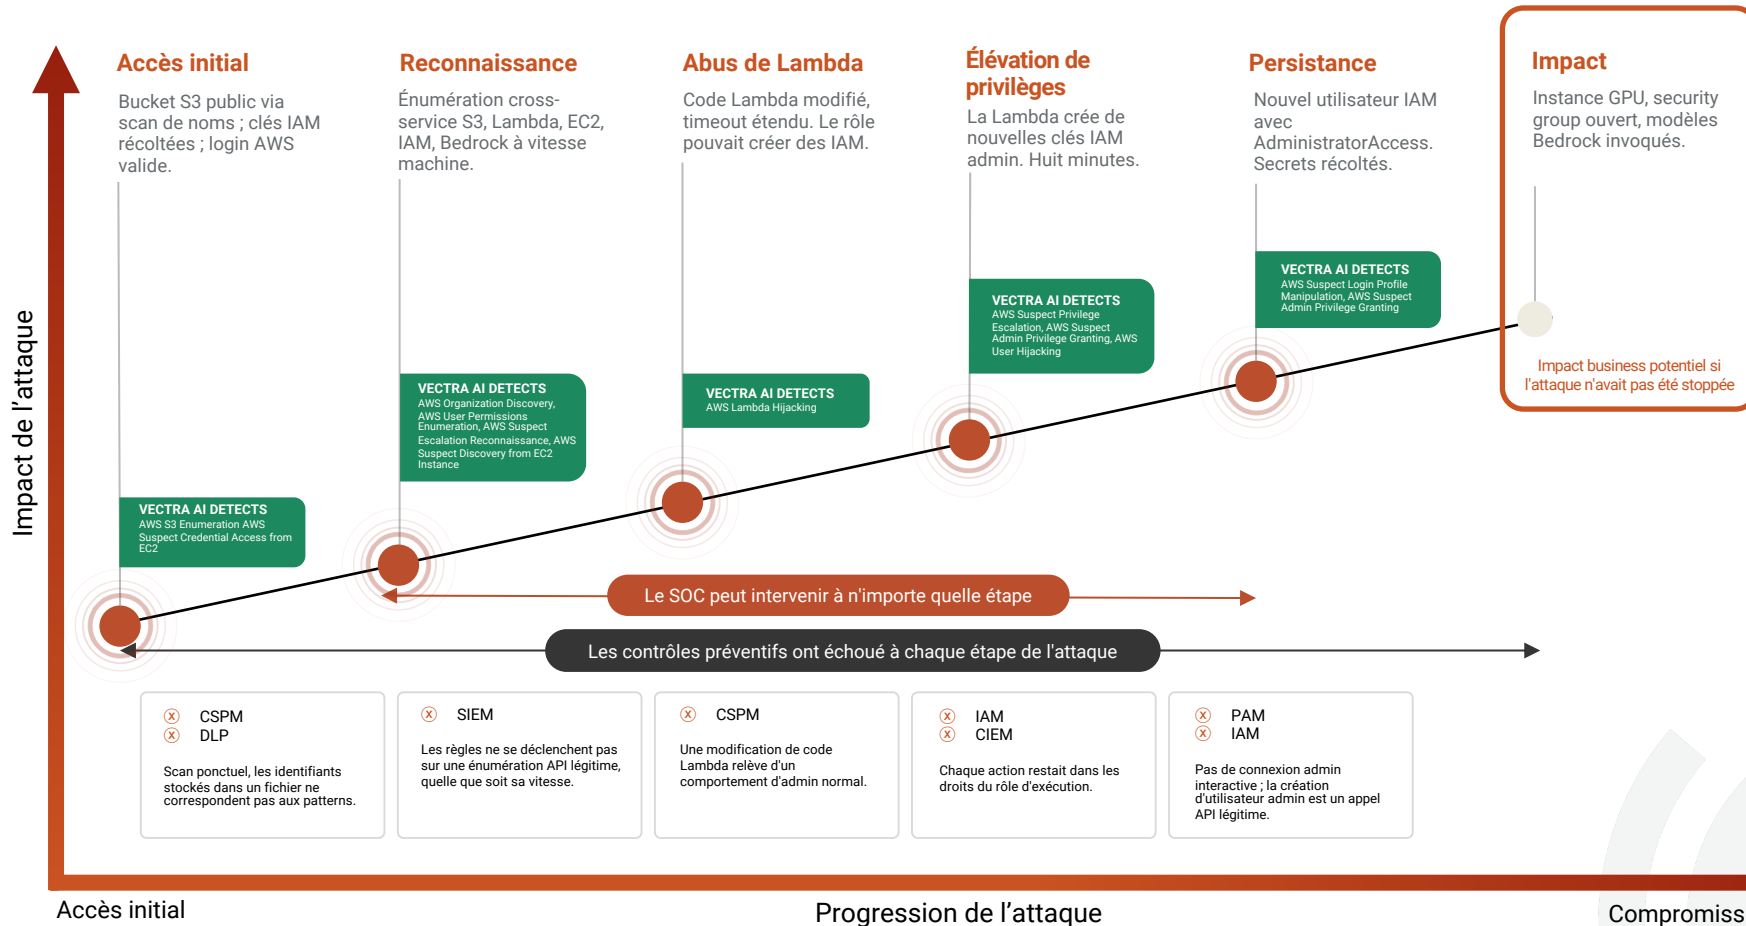 Accès initial
Bucket S3 public via
scan de noms ; clés IAM
récoltées ; login AWS
valide.
Reconnaissance
Énumération cross-
service S3, Lambda, EC2,
IAM, Bedrock à vitesse
machine.
Abus de Lambda
Code Lambda modifié,
timeout étendu. Le rôle
pouvait créer des IAM.
Élévation de
privilèges
La Lambda crée de
nouvelles clés IAM
admin. Huit minutes.
Persistance
Nouvel utilisateur IAM
avec
AdministratorAccess.
Secrets récoltés.
Impact
Instance GPU, security
group ouvert, modèles
Bedrock invoqués.
Impact de l'attaque
VECTRA AI DETECTS
AWS S3 Enumeration AWS
Suspect Credential Access from
EC2
VECTRA AI DETECTS
AWS Organization Discovery,
AWS User Permissions
Enumeration, AWS Suspect
Escalation Reconnaissance, AWS
Suspect Discovery from EC2
Instance
VECTRA AI DETECTS
AWS Lambda Hijacking
VECTRA AI DETECTS
AWS Suspect Privilege
Escalation, AWS Suspect
Admin Privilege Granting, AWS
User Hijacking
VECTRA AI DETECTS
AWS Suspect Login Profile
Manipulation, AWS Suspect
Admin Privilege Granting
Impact business potentiel si
l'attaque n'avait pas été stoppée
Le SOC peut intervenir à n'importe quelle étape
Les contrôles préventifs ont échoué à chaque étape de l'attaque
x CSPM
x DLP
Scan ponctuel, les identifiants
stockés dans un fichier ne
correspondent pas aux patterns.
x SIEM
Les règles ne se déclenchent pas
sur une énumération API légitime,
quelle que soit sa vitesse.
x CSPM
Une modification de code
Lambda relève d'un
comportement d'admin normal.
x IAM
x CIEM
Chaque action restait dans les
droits du rôle d'exécution.
x PAM
x IAM
Pas de connexion admin
interactive ; la création
d'utilisateur admin est un appel
API légitime.
Accès initial
Progression de l'attaque
Compromiss